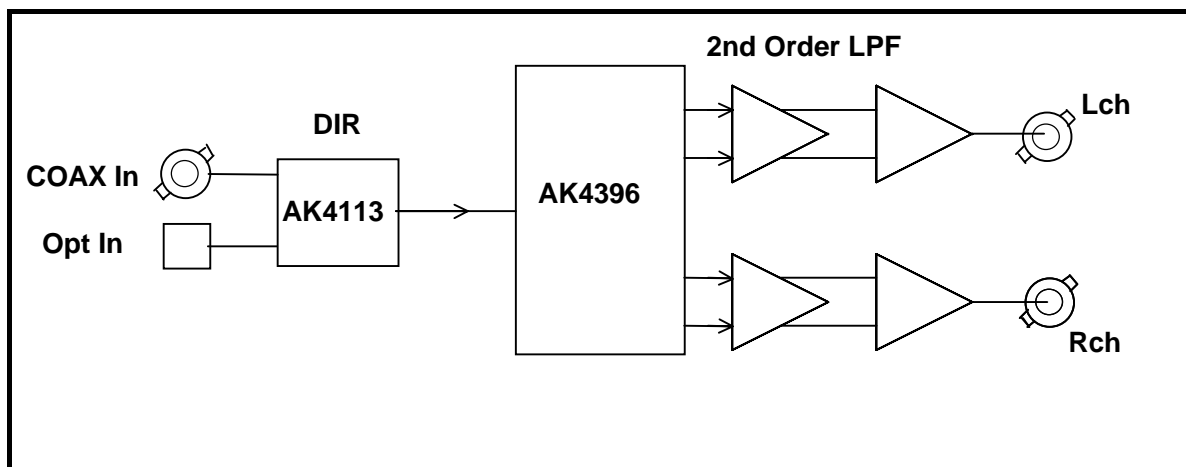 2nd Order LPF
Lch
DIR
COAX In
AK4113
AK4396
Opt In
Rch